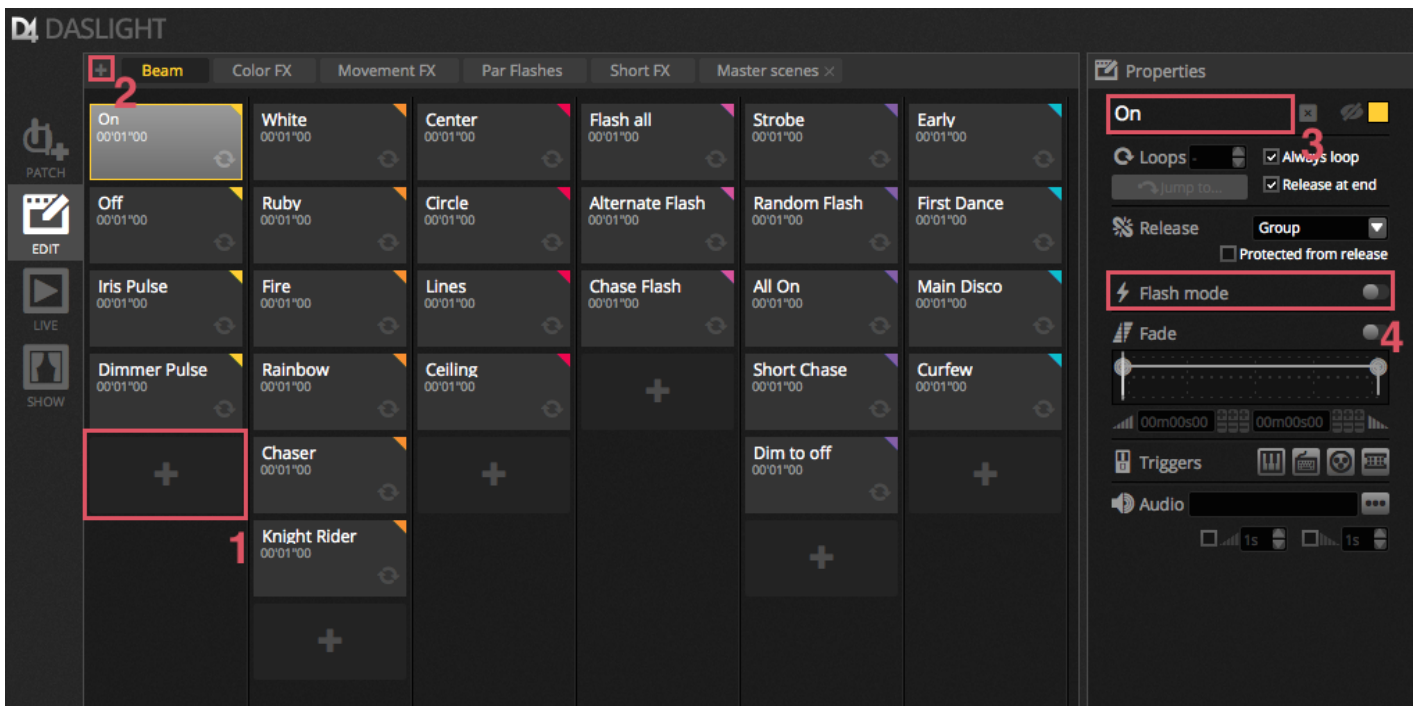 D4 DASLIGHT
Beam Color FX Movement FX Par Flashes Short FX Master scenes ×
2
PATCH
EDIT
LIVE
SHOW
On
00'01"00
Off
00'01"00
Iris Pulse
00'01"00
Dimmer Pulse
00'01"00
1
White
00'01"00
Ruby
00'01"00
Fire
00'01"00
Rainbow
00'01"00
Chaser
00'01"00
Knight Rider
00'01"00
Center
00'01"00
Circle
00'01"00
Lines
00'01"00
Ceiling
00'01"00
Flash all
00'01"00
Alternate Flash
00'01"00
Chase Flash
00'01"00
Strobe
00'01"00
Random Flash
00'01"00
All On
00'01"00
Short Chase
00'01"00
Dim to off
00'01"00
Early
00'01"00
First Dance
00'01"00
Main Disco
00'01"00
Curfew
00'01"00
Properties
On
3
Loops - Always loop
Jump to... Release at end
Release Group
Protected from release
Flash mode
4
Fade
00m00s00 00m00s00
Triggers
Audio
1s 1s